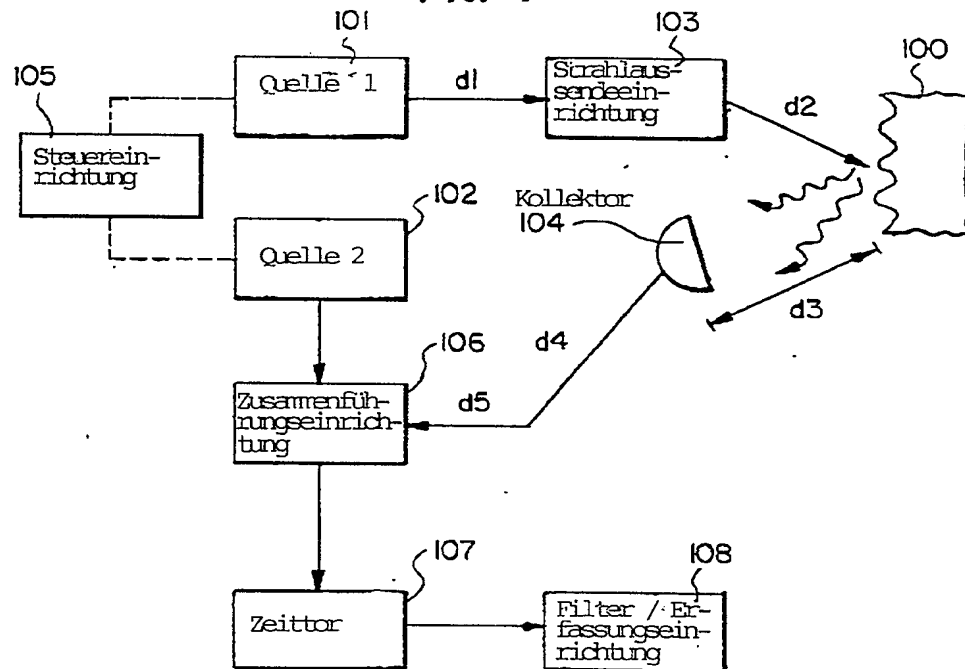 101
Quelle 1
d1
103
Strahlaus-
sendeein-
richtung
d2
100
105
Steuerein-
richtung
102
Quelle 2
Kollektor
104
d3
d4
106
Zusammenfüh-
rungseinrich-
tung
d5
107
Zeittor
108
Filter / Er-
fassungsein-
richtung